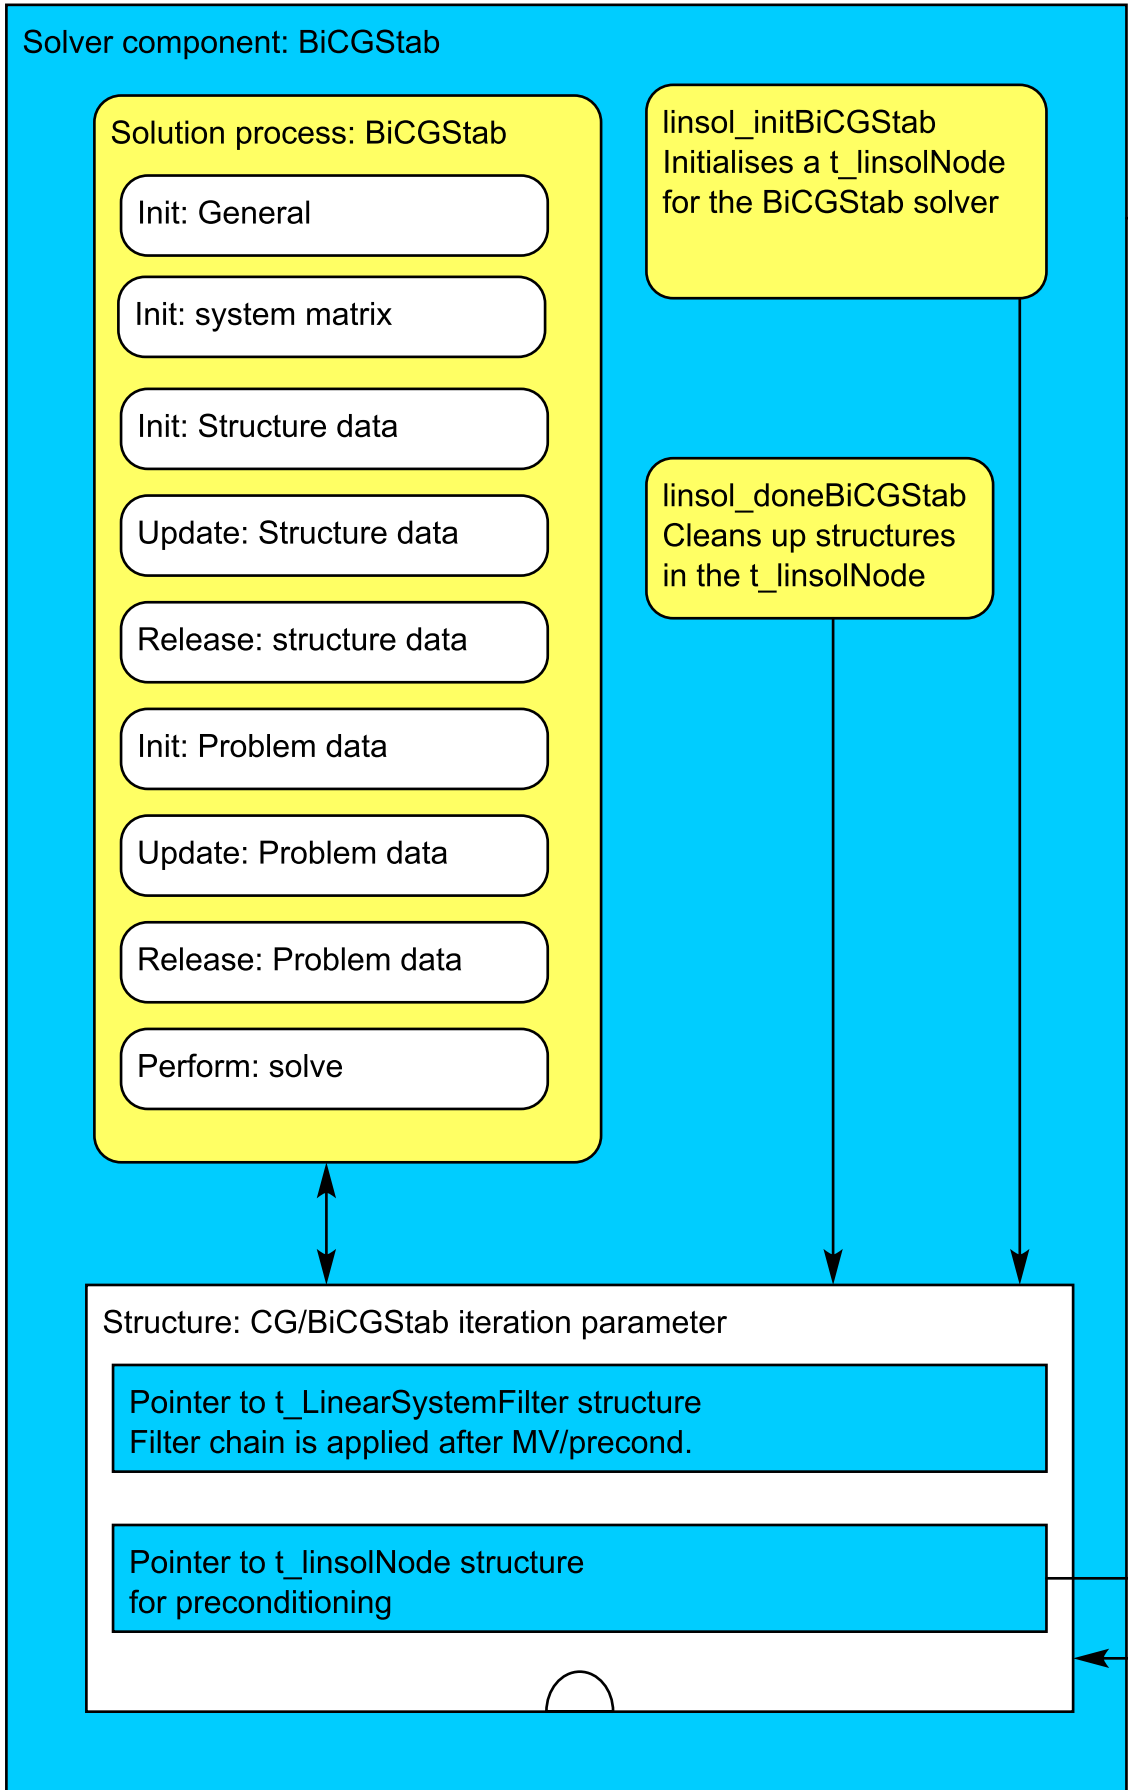 Solver component: BiCGStab
Solution process: BiCGStab
Init: General
Init: system matrix
Init: Structure data
Update: Structure data
Release: structure data
Init: Problem data
Update: Problem data
Release: Problem data
Perform: solve
linsol_initBiCGStab
Initialises a t_linsolNode
for the BiCGStab solver
linsol_doneBiCGStab
Cleans up structures
in the t_linsolNode
Structure: CG/BiCGStab iteration parameter
Pointer to t_LinearSystemFilter structure
Filter chain is applied after MV/precond.
Pointer to t_linsolNode structure
for preconditioning